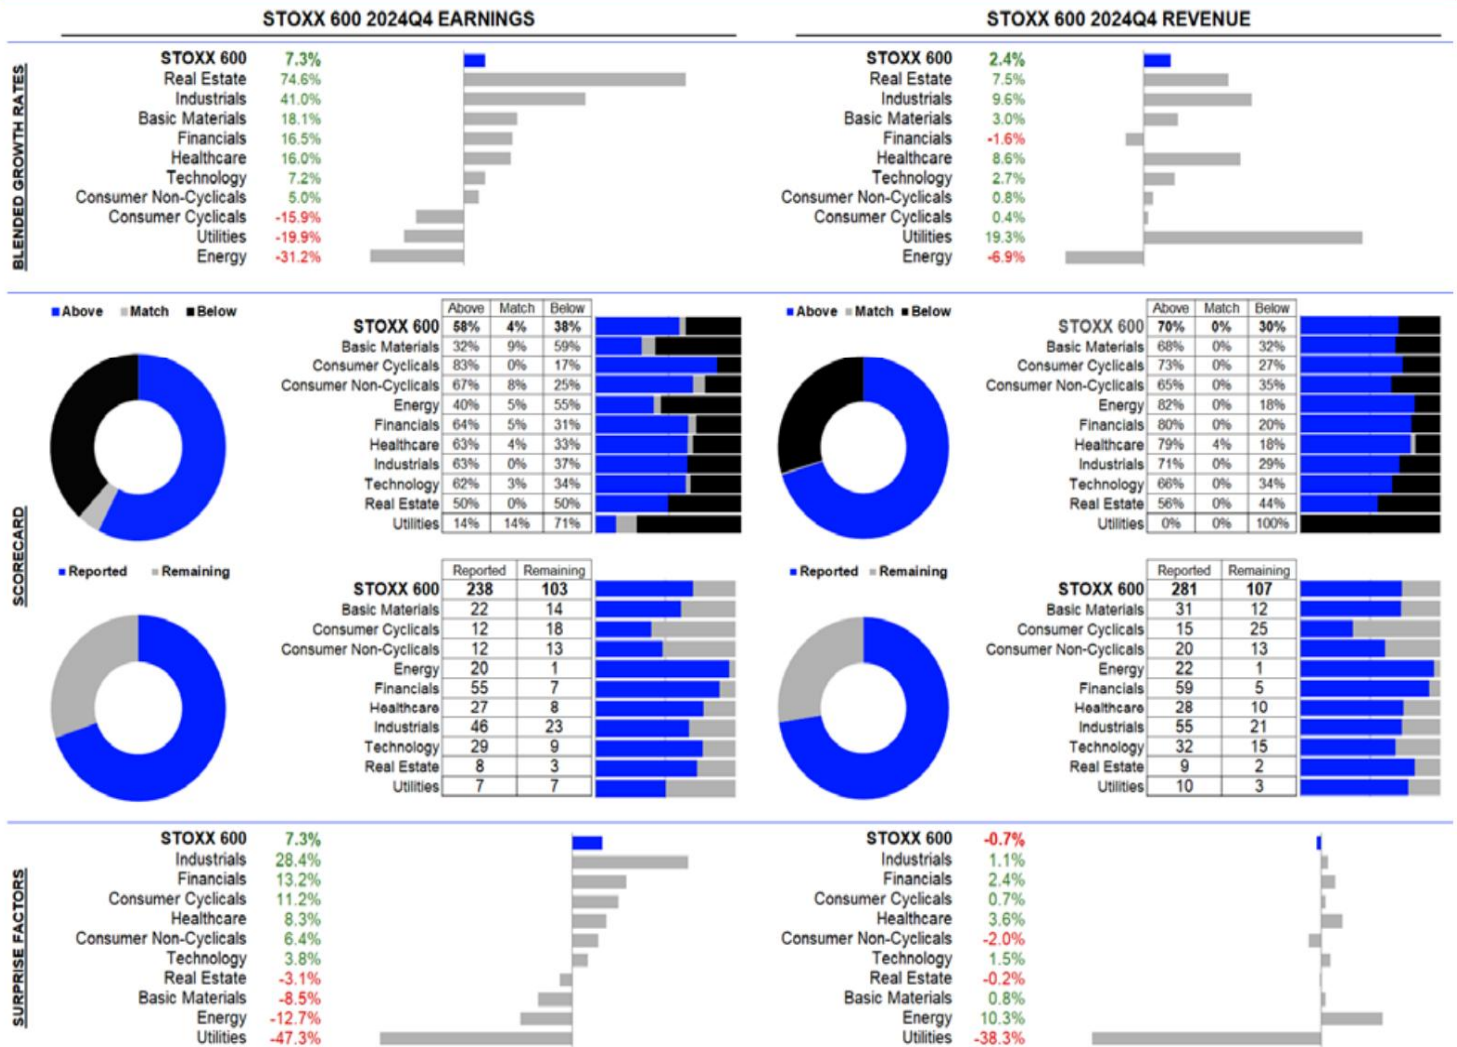 STOXX 600 2024Q4 EARNINGS
BLENDED GROWTH RATES
STOXX 600 7.3%
Real Estate 74.6%
Industrials 41.0%
Basic Materials 18.1%
Financials 16.5%
Healthcare 16.0%
Technology 7.2%
Consumer Non-Cyclicals 5.0%
Consumer Cyclicals -15.9%
Utilities -19.9%
Energy -31.2%
STOXX 600 2024Q4 REVENUE
STOXX 600 2.4%
Real Estate 7.5%
Industrials 9.6%
Basic Materials 3.0%
Financials -1.6%
Healthcare 8.6%
Technology 2.7%
Consumer Non-Cyclicals 0.8%
Consumer Cyclicals 0.4%
Utilities 19.3%
Energy -6.9%
SCORECARD
Above Match Below
Above Match Below
STOXX 600 58% 4% 38%
Basic Materials 32% 9% 59%
Consumer Cyclicals 83% 0% 17%
Consumer Non-Cyclicals 67% 8% 25%
Energy 40% 5% 55%
Financials 64% 5% 31%
Healthcare 63% 4% 33%
Industrials 63% 0% 37%
Technology 62% 3% 34%
Real Estate 50% 0% 50%
Utilities 14% 14% 71%
Above Match Below
Above Match Below
STOXX 600 70% 0% 30%
Basic Materials 68% 0% 32%
Consumer Cyclicals 73% 0% 27%
Consumer Non-Cyclicals 65% 0% 35%
Energy 82% 0% 18%
Financials 80% 0% 20%
Healthcare 79% 4% 18%
Industrials 71% 0% 29%
Technology 66% 0% 34%
Real Estate 56% 0% 44%
Utilities 0% 0% 100%
Reported Remaining
Reported Remaining
STOXX 600 238 103
Basic Materials 22 14
Consumer Cyclicals 12 18
Consumer Non-Cyclicals 12 13
Energy 20 1
Financials 55 7
Healthcare 27 8
Industrials 46 23
Technology 29 9
Real Estate 8 3
Utilities 7 7
Reported Remaining
Reported Remaining
STOXX 600 281 107
Basic Materials 31 12
Consumer Cyclicals 15 25
Consumer Non-Cyclicals 20 13
Energy 22 1
Financials 59 5
Healthcare 28 10
Industrials 55 21
Technology 32 15
Real Estate 9 2
Utilities 10 3
SURPRISE FACTORS
STOXX 600 7.3%
Industrials 28.4%
Financials 13.2%
Consumer Cyclicals 11.2%
Healthcare 8.3%
Consumer Non-Cyclicals 6.4%
Technology 3.8%
Real Estate -3.1%
Basic Materials -8.5%
Energy -12.7%
Utilities -47.3%
STOXX 600 -0.7%
Industrials 1.1%
Financials 2.4%
Consumer Cyclicals 0.7%
Healthcare 3.6%
Consumer Non-Cyclicals -2.0%
Technology 1.5%
Real Estate -0.2%
Basic Materials 0.8%
Energy 10.3%
Utilities -38.3%